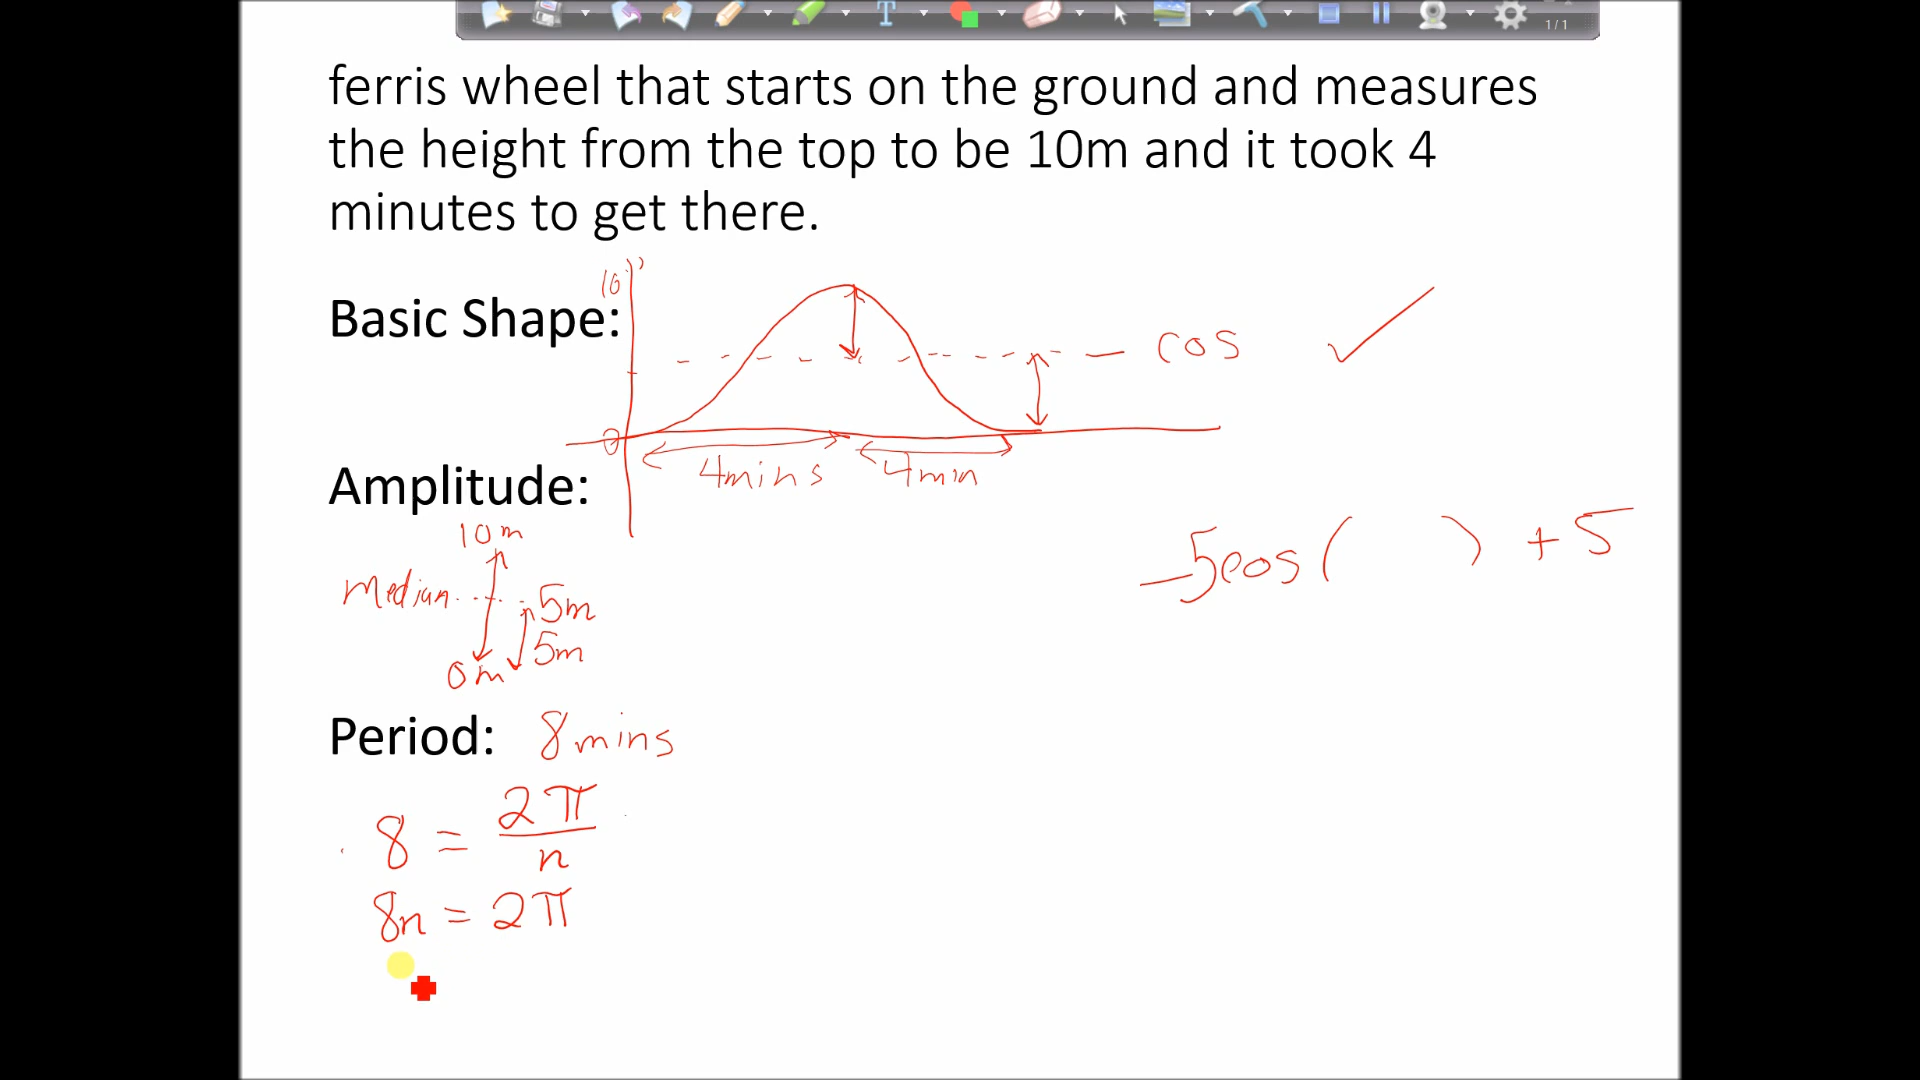 1/1
ferris wheel that starts on the ground and measures
the height from the top to be 10m and it took 4
minutes to get there.
10
Basic Shape:
cos
0
4mins 4min
Amplitude:
10m
-5cos( ) + 5
Median 5m
5m
0m
Period: 8mins
8 = 2π/n
8n = 2π